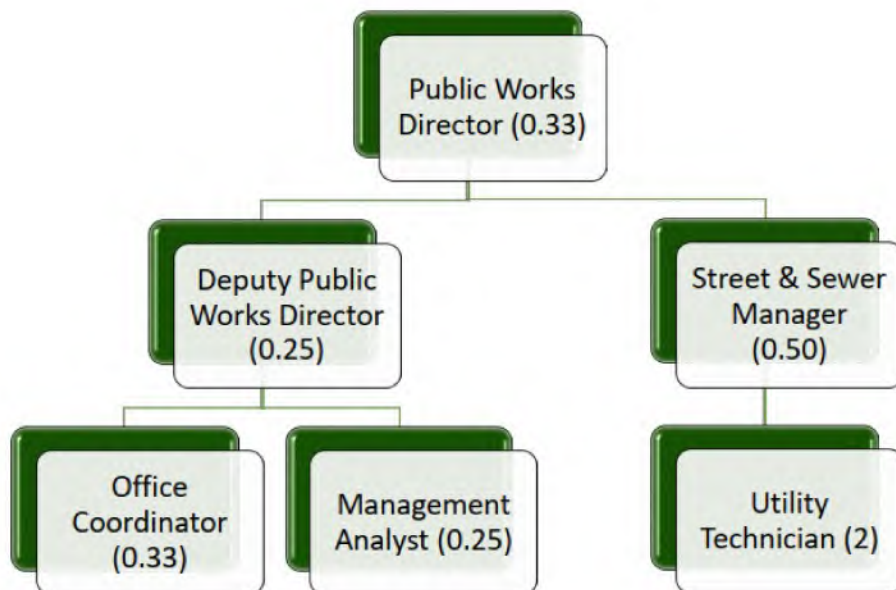 Public Works
Director (0.33)
Deputy Public
Works Director
(0.25)
Street & Sewer
Manager
(0.50)
Office
Coordinator
(0.33)
Management
Analyst (0.25)
Utility
Technician (2)